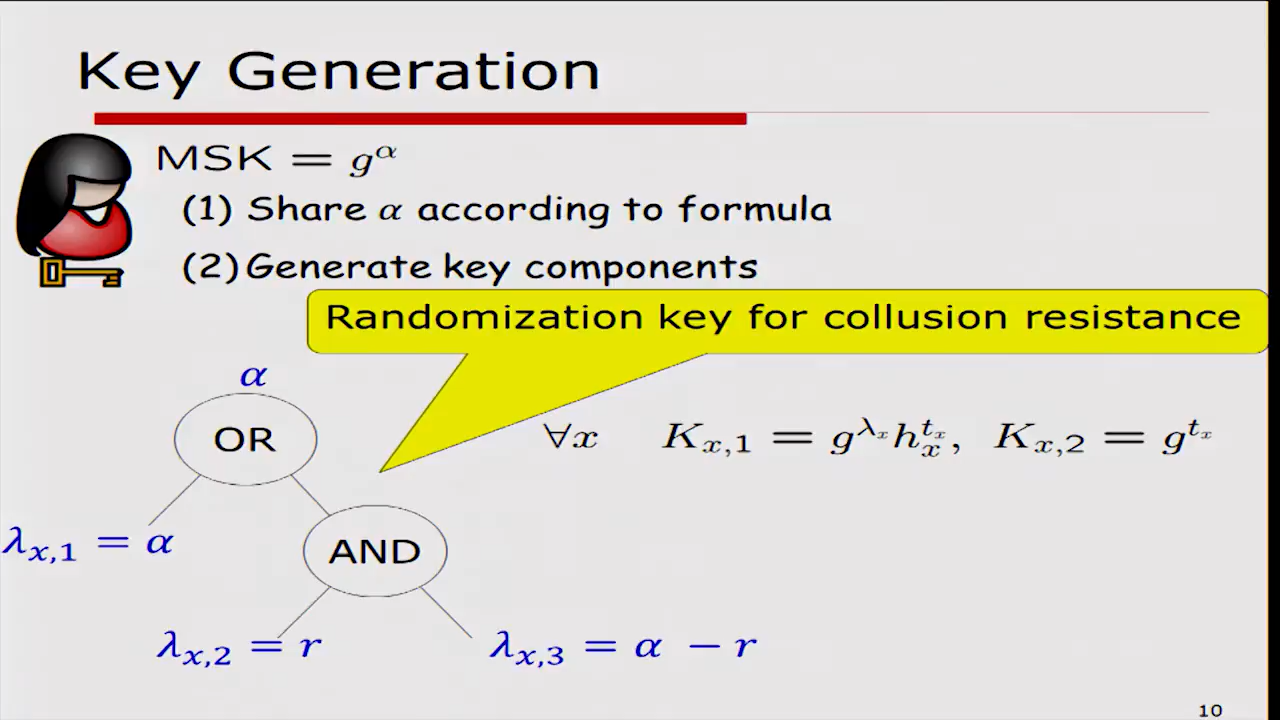 Key Generation
MSK = g^α
(1) Share α according to formula
(2) Generate key components
Randomization key for collusion resistance
α
OR
∀x K_{x,1} = g^{λ_x} h_x^{t_x}, K_{x,2} = g^{t_x}
λ_{x,1} = α
AND
λ_{x,2} = r
λ_{x,3} = α − r
10